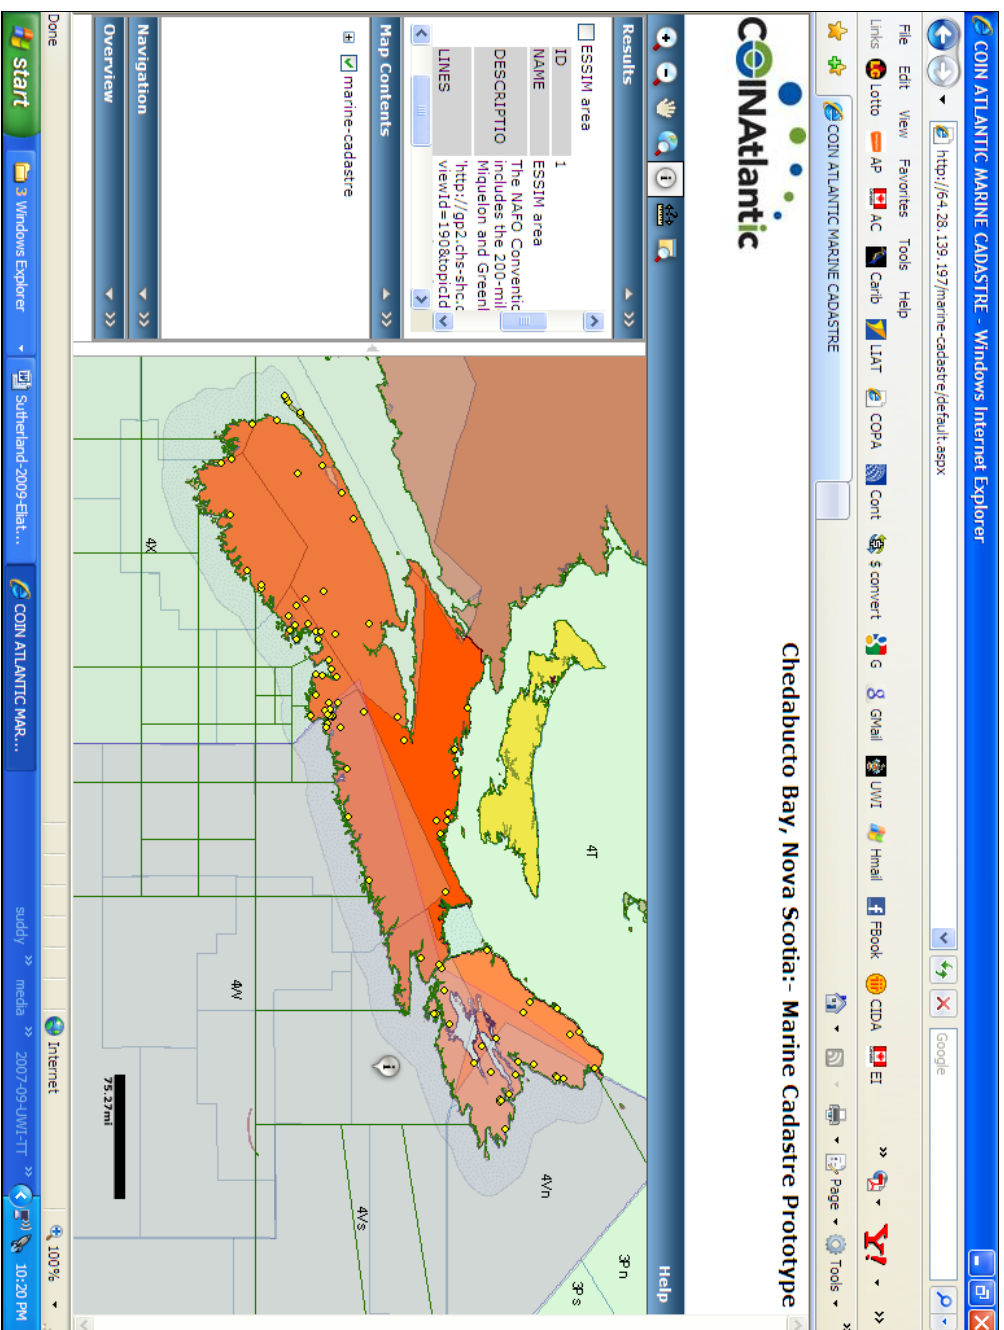 COIN ATLANTIC MARINE CADASTRE - Windows Internet Explorer
http://64.28.139.197/marine-cadastre/default.aspx
Google
File Edit View Favorites Tools Help
Links Lotto AP AC Carib LIAT COPA Cont $ convert G GMail UWI Hmail FBook CIDA EI
COIN ATLANTIC MARINE CADASTRE
Page Tools
COINAtlantic
Chedabucto Bay, Nova Scotia:- Marine Cadastre Prototype
Help
Results
ESSIM area
ID 1
NAME ESSIM area
DESCRIPTIO The NAFO Conventic
includes the 200-mil
Miquelon and Greenl
LINES 'http://gp2.chs-shc.c
viewid=190&topicId
Map Contents
marine-cadastre
Navigation
Overview
4T
3Pn
3Ps
4Vn
4Vs
4X
4W
75.27mi
Done
Internet
100%
start
3 Windows Explorer
Sutherland-2009-Eliat...
COIN ATLANTIC MAR...
suddy
media
2007-09-UWI-TT
10:20 PM